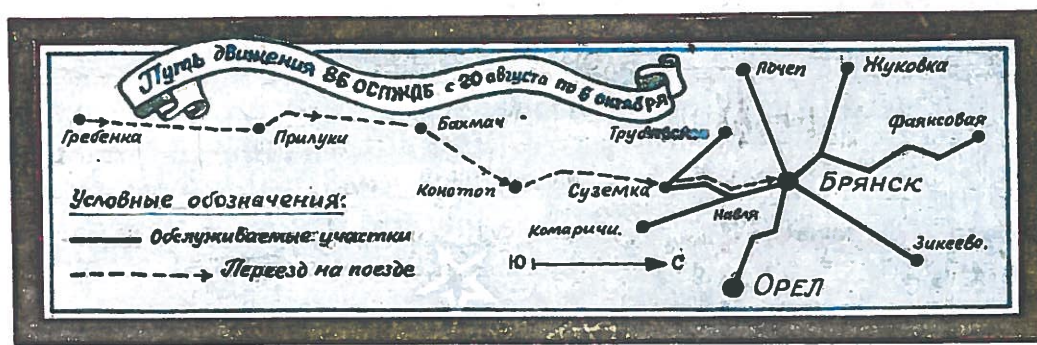 Путь движения 86 ОСПЖДБ с 20 августа по 6 октября
Почеп
Жуковка
Фаянсовая
Гребенка
Прилуки
Бахмач
Конотоп
Суземка
БРЯНСК
Навля
Комаричи.
Зикеево.
ОРЕЛ
Ю
С
Условные обозначения:
Обслуживаемые участки
Переезд на поезде